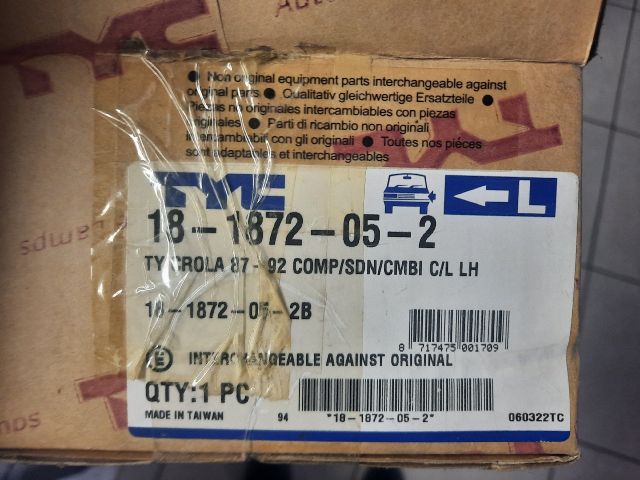 Non original equipment parts interchangeable against
original parts ● Qualitativ gleichwertige Ersatzteile ●
Piezas no originales intercambiables con piezas
originales ● Parti di ricambio non originali
intercambibili con gli originali ● Toutes nos piéces
sont adaptables et interchangeables
TYC
L
18-1872-05-2
TY CROLA 87-92 COMP/SDN/CMBI C/L LH
18-1872-05-2B
8 717475 001709
INTERCHANGEABLE AGAINST ORIGINAL
QTY:1 PC
MADE IN TAIWAN
94
"18-1872-05-2"
060322TC